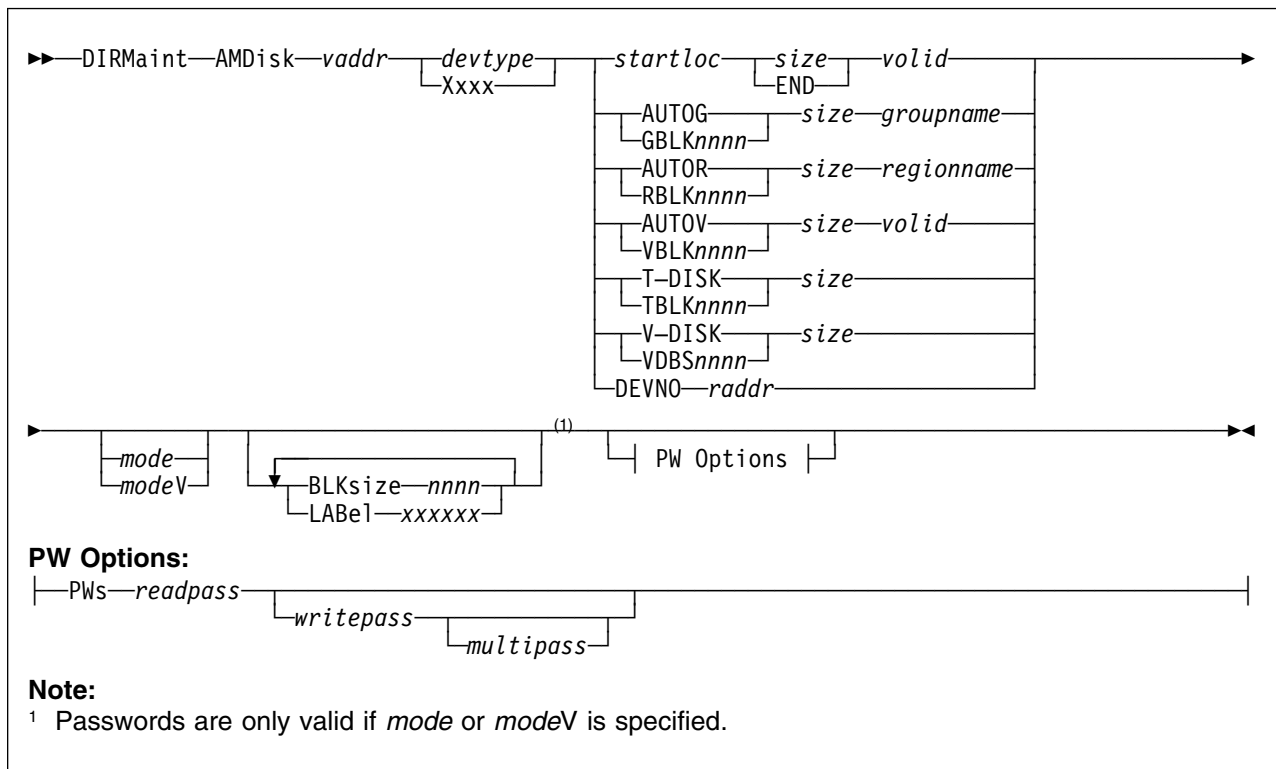 DIRMaint AMDisk vaddr devtype startloc size volid
Xxxx END
AUTOG size groupname
GBLKnnnn
AUTOR size regionname
RBLKnnnn
AUTOV size volid
VBLKnnnn
T–DISK size
TBLKnnnn
V–DISK size
VDBSnnnn
DEVNO raddr
(1)
mode PW Options
modeV BLKsize nnnn
LABel xxxxxx
PW Options:
PWs readpass
writepass
multipass
Note:
1 Passwords are only valid if mode or modeV is specified.